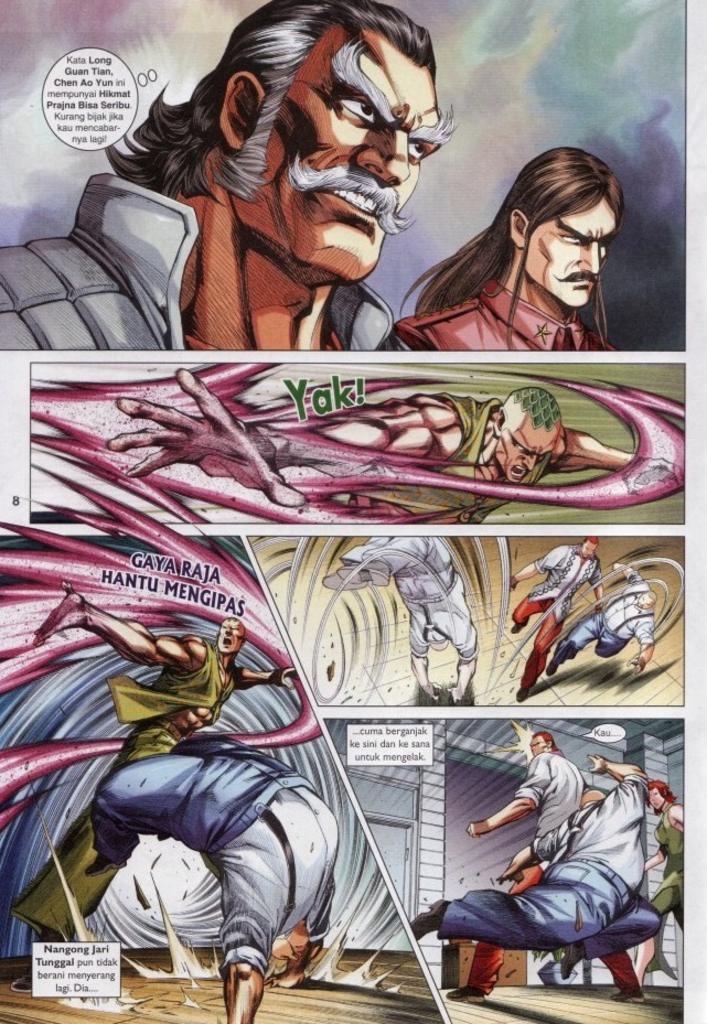 Kata Long
Guan Tian,
Chen Ao Yun ini
mempunyai Hikmat
Prajna Bisa Seribu.
Kurang bijak jika
kau mencabar-
nya lagi!
Yak!
8
GAYA RAJA
HANTU MENGIPAS
...cuma berganjak
ke sini dan ke sana
untuk mengelak.
Kau....
Nangong Jari
Tunggal pun tidak
berani menyerang
lagi. Dia....